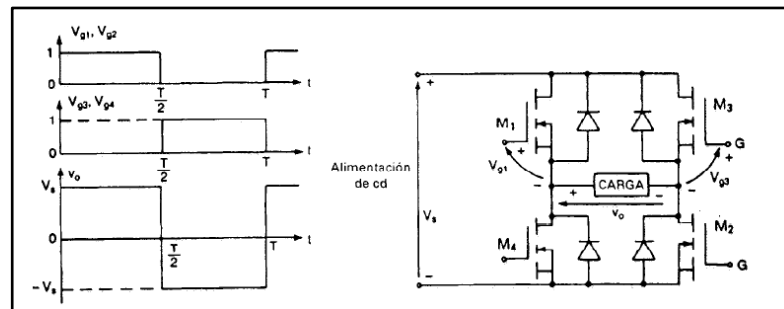 Vg1, Vg2
1
0
T/2
T
t
Vg3, Vg4
1
0
T/2
T
t
Vs
vo
0
T/2
T
t
−Vs
Alimentación
de cd
+
Vs
−
M1
+
Vg1
−
M3
G
+
Vg3
−
+ CARGA −
vo
M4
M2
G